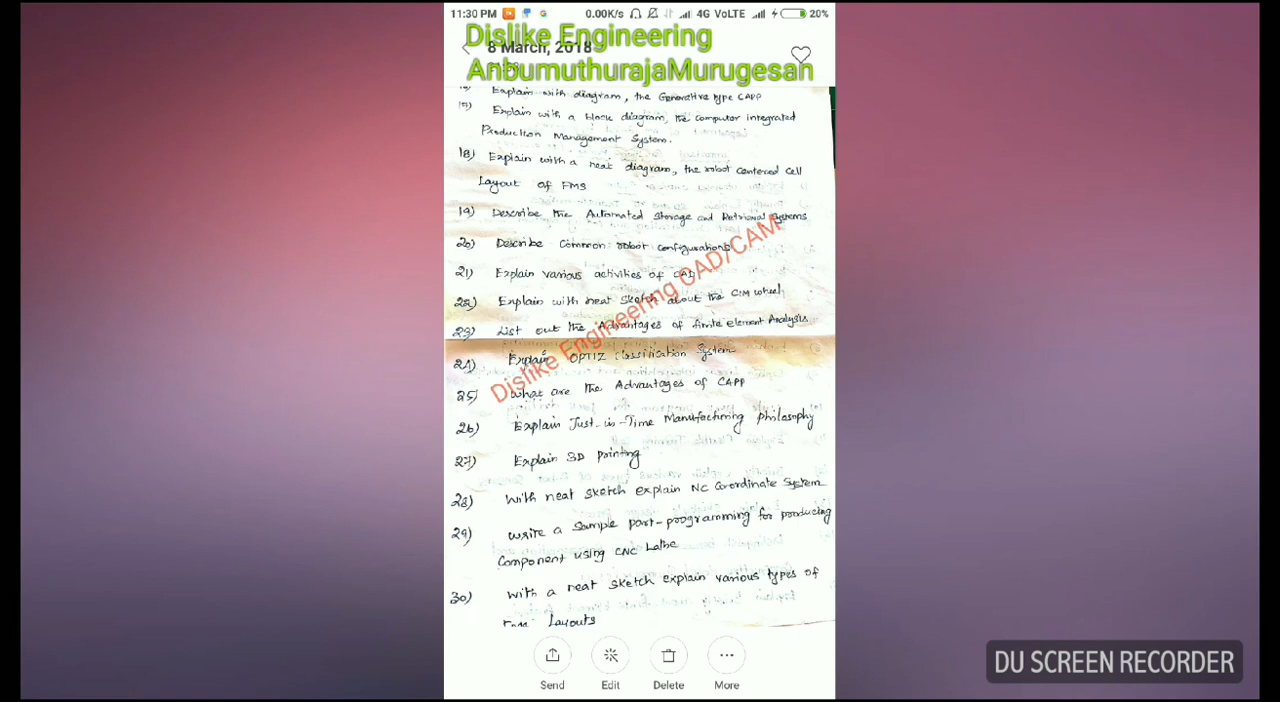 11:30 PM 0.00K/s 4G VoLTE 20%
Dislike Engineering
8 March, 2018
AnbumuthurajaMurugesan
Explain with diagram, the Generative type CAPP
17) Explain with a block diagram, the computer integrated
Production Management System.
18) Explain with a neat diagram, the robot centered cell
Layout of FMS
19) Describe the Automated Storage and Retrieval Systems
20) Describe Common robot configurations
21) Explain various activities of CAD
22) Explain with neat sketch about the CIM wheel
23) List out the Advantages of finite element Analysis
24) Explain OPTIZ Classification System
25) What are the Advantages of CAPP
26) Explain Just-in-Time Manufacturing philosophy
27) Explain 3D printing
28) With neat sketch explain NC Coordinate System
29) write a Sample part-programming for producing
Component using CNC Lathe
30) with a neat sketch explain various types of
Layouts
Dislike Engineering CAD/CAM
Send Edit Delete More
DU SCREEN RECORDER